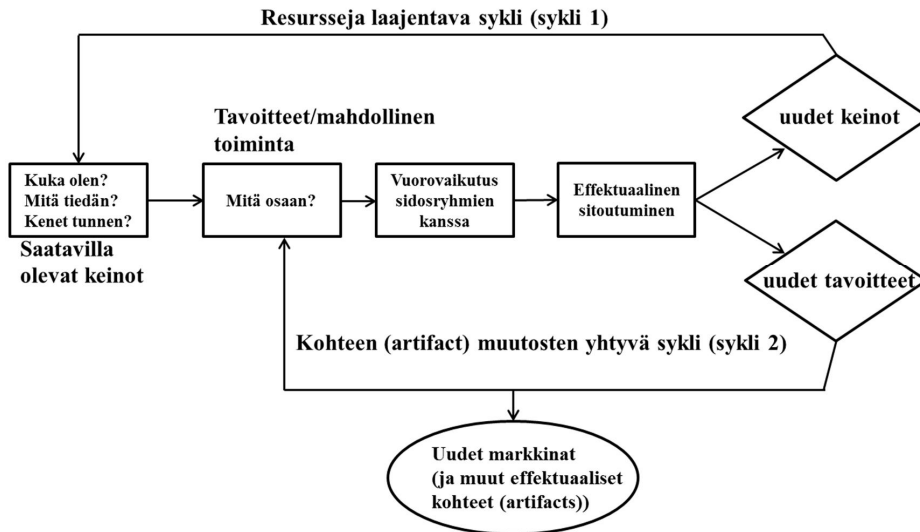 Resursseja laajentava sykli (sykli 1)
uudet keinot
Tavoitteet/mahdollinen
toiminta
Kuka olen?
Mitä tiedän?
Kenet tunnen?
Mitä osaan?
Vuorovaikutus
sidosryhmien
kanssa
Effektuaalinen
sitoutuminen
Saatavilla
olevat keinot
uudet tavoitteet
Kohteen (artifact) muutosten yhtyvä sykli (sykli 2)
Uudet markkinat
(ja muut effektuaaliset
kohteet (artifacts))